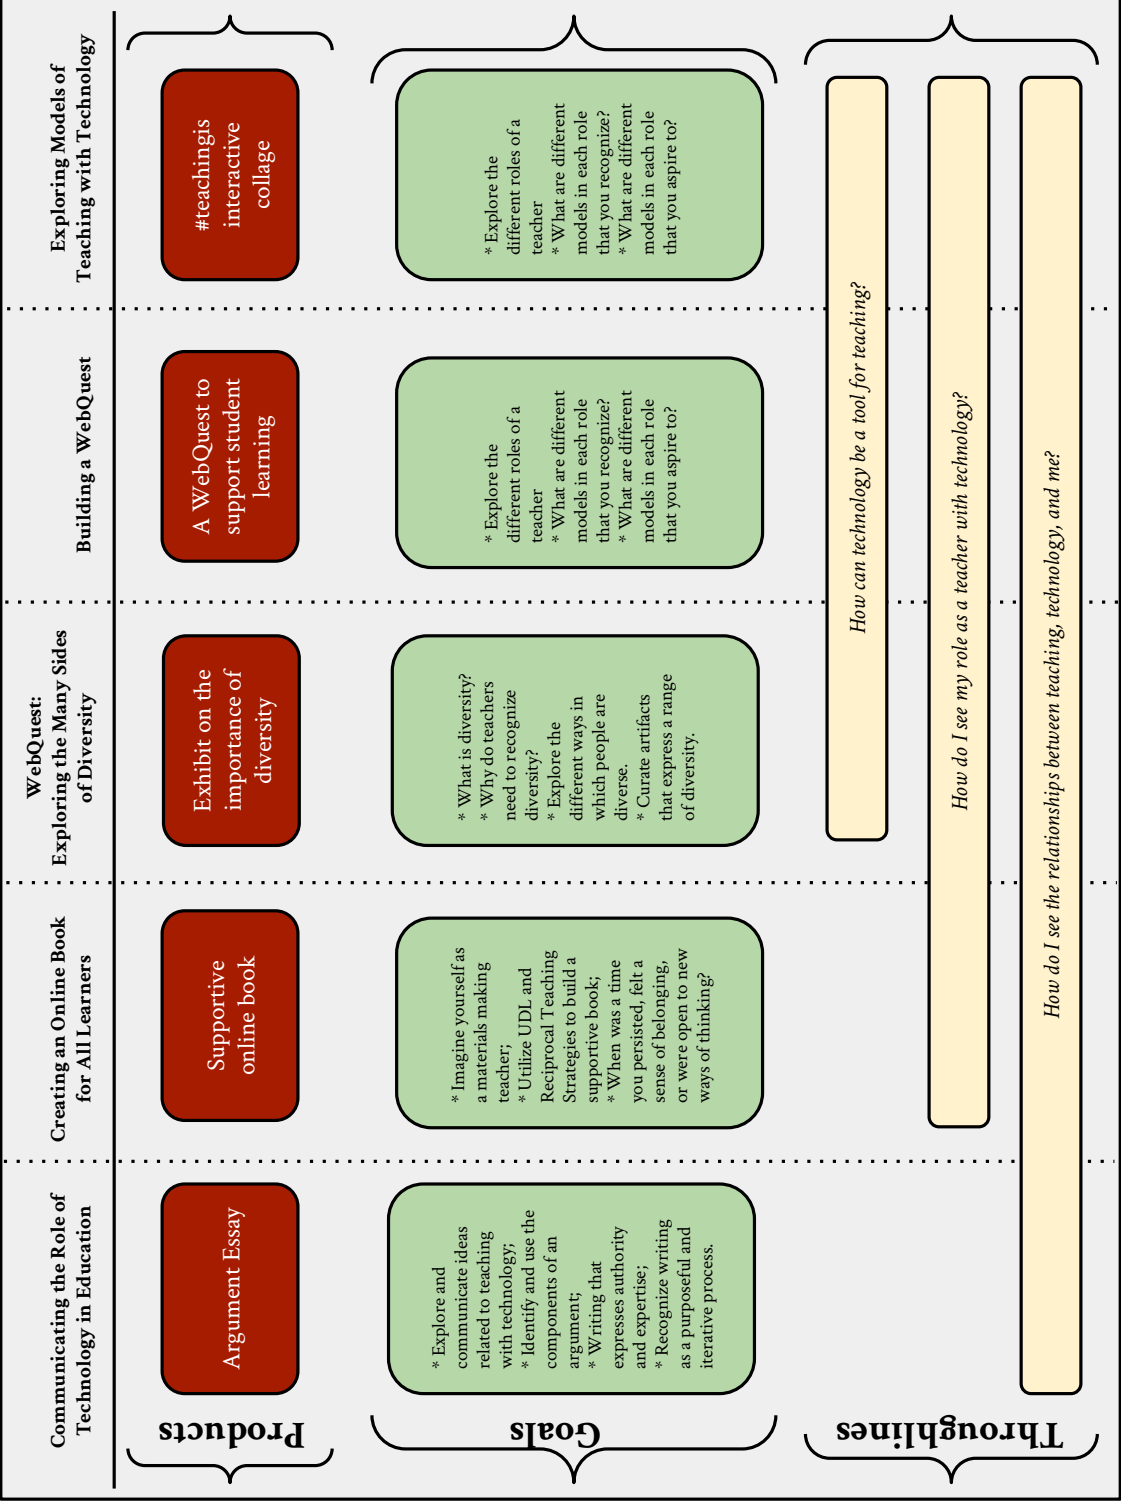 Communicating the Role of
Technology in Education
Creating an Online Book
for All Learners
WebQuest:
Exploring the Many Sides
of Diversity
Building a WebQuest
Exploring Models of
Teaching with Technology
Products
Argument Essay
Supportive
online book
Exhibit on the
importance of
diversity
A WebQuest to
support student
learning
#teachingis
interactive
collage
Goals
* Explore and
communicate ideas
related to teaching
with technology;
* Identify and use the
components of an
argument;
* Writing that
expresses authority
and expertise;
* Recognize writing
as a purposeful and
iterative process.
* Imagine yourself as
a materials making
teacher;
* Utilize UDL and
Reciprocal Teaching
Strategies to build a
supportive book;
* When was a time
you persisted, felt a
sense of belonging,
or were open to new
ways of thinking?
* What is diversity?
* Why do teachers
need to recognize
diversity?
* Explore the
different ways in
which people are
diverse.
* Curate artifacts
that express a range
of diversity.
* Explore the
different roles of a
teacher
* What are different
models in each role
that you recognize?
* What are different
models in each role
that you aspire to?
* Explore the
different roles of a
teacher
* What are different
models in each role
that you recognize?
* What are different
models in each role
that you aspire to?
Throughlines
How can technology be a tool for teaching?
How do I see my role as a teacher with technology?
How do I see the relationships between teaching, technology, and me?